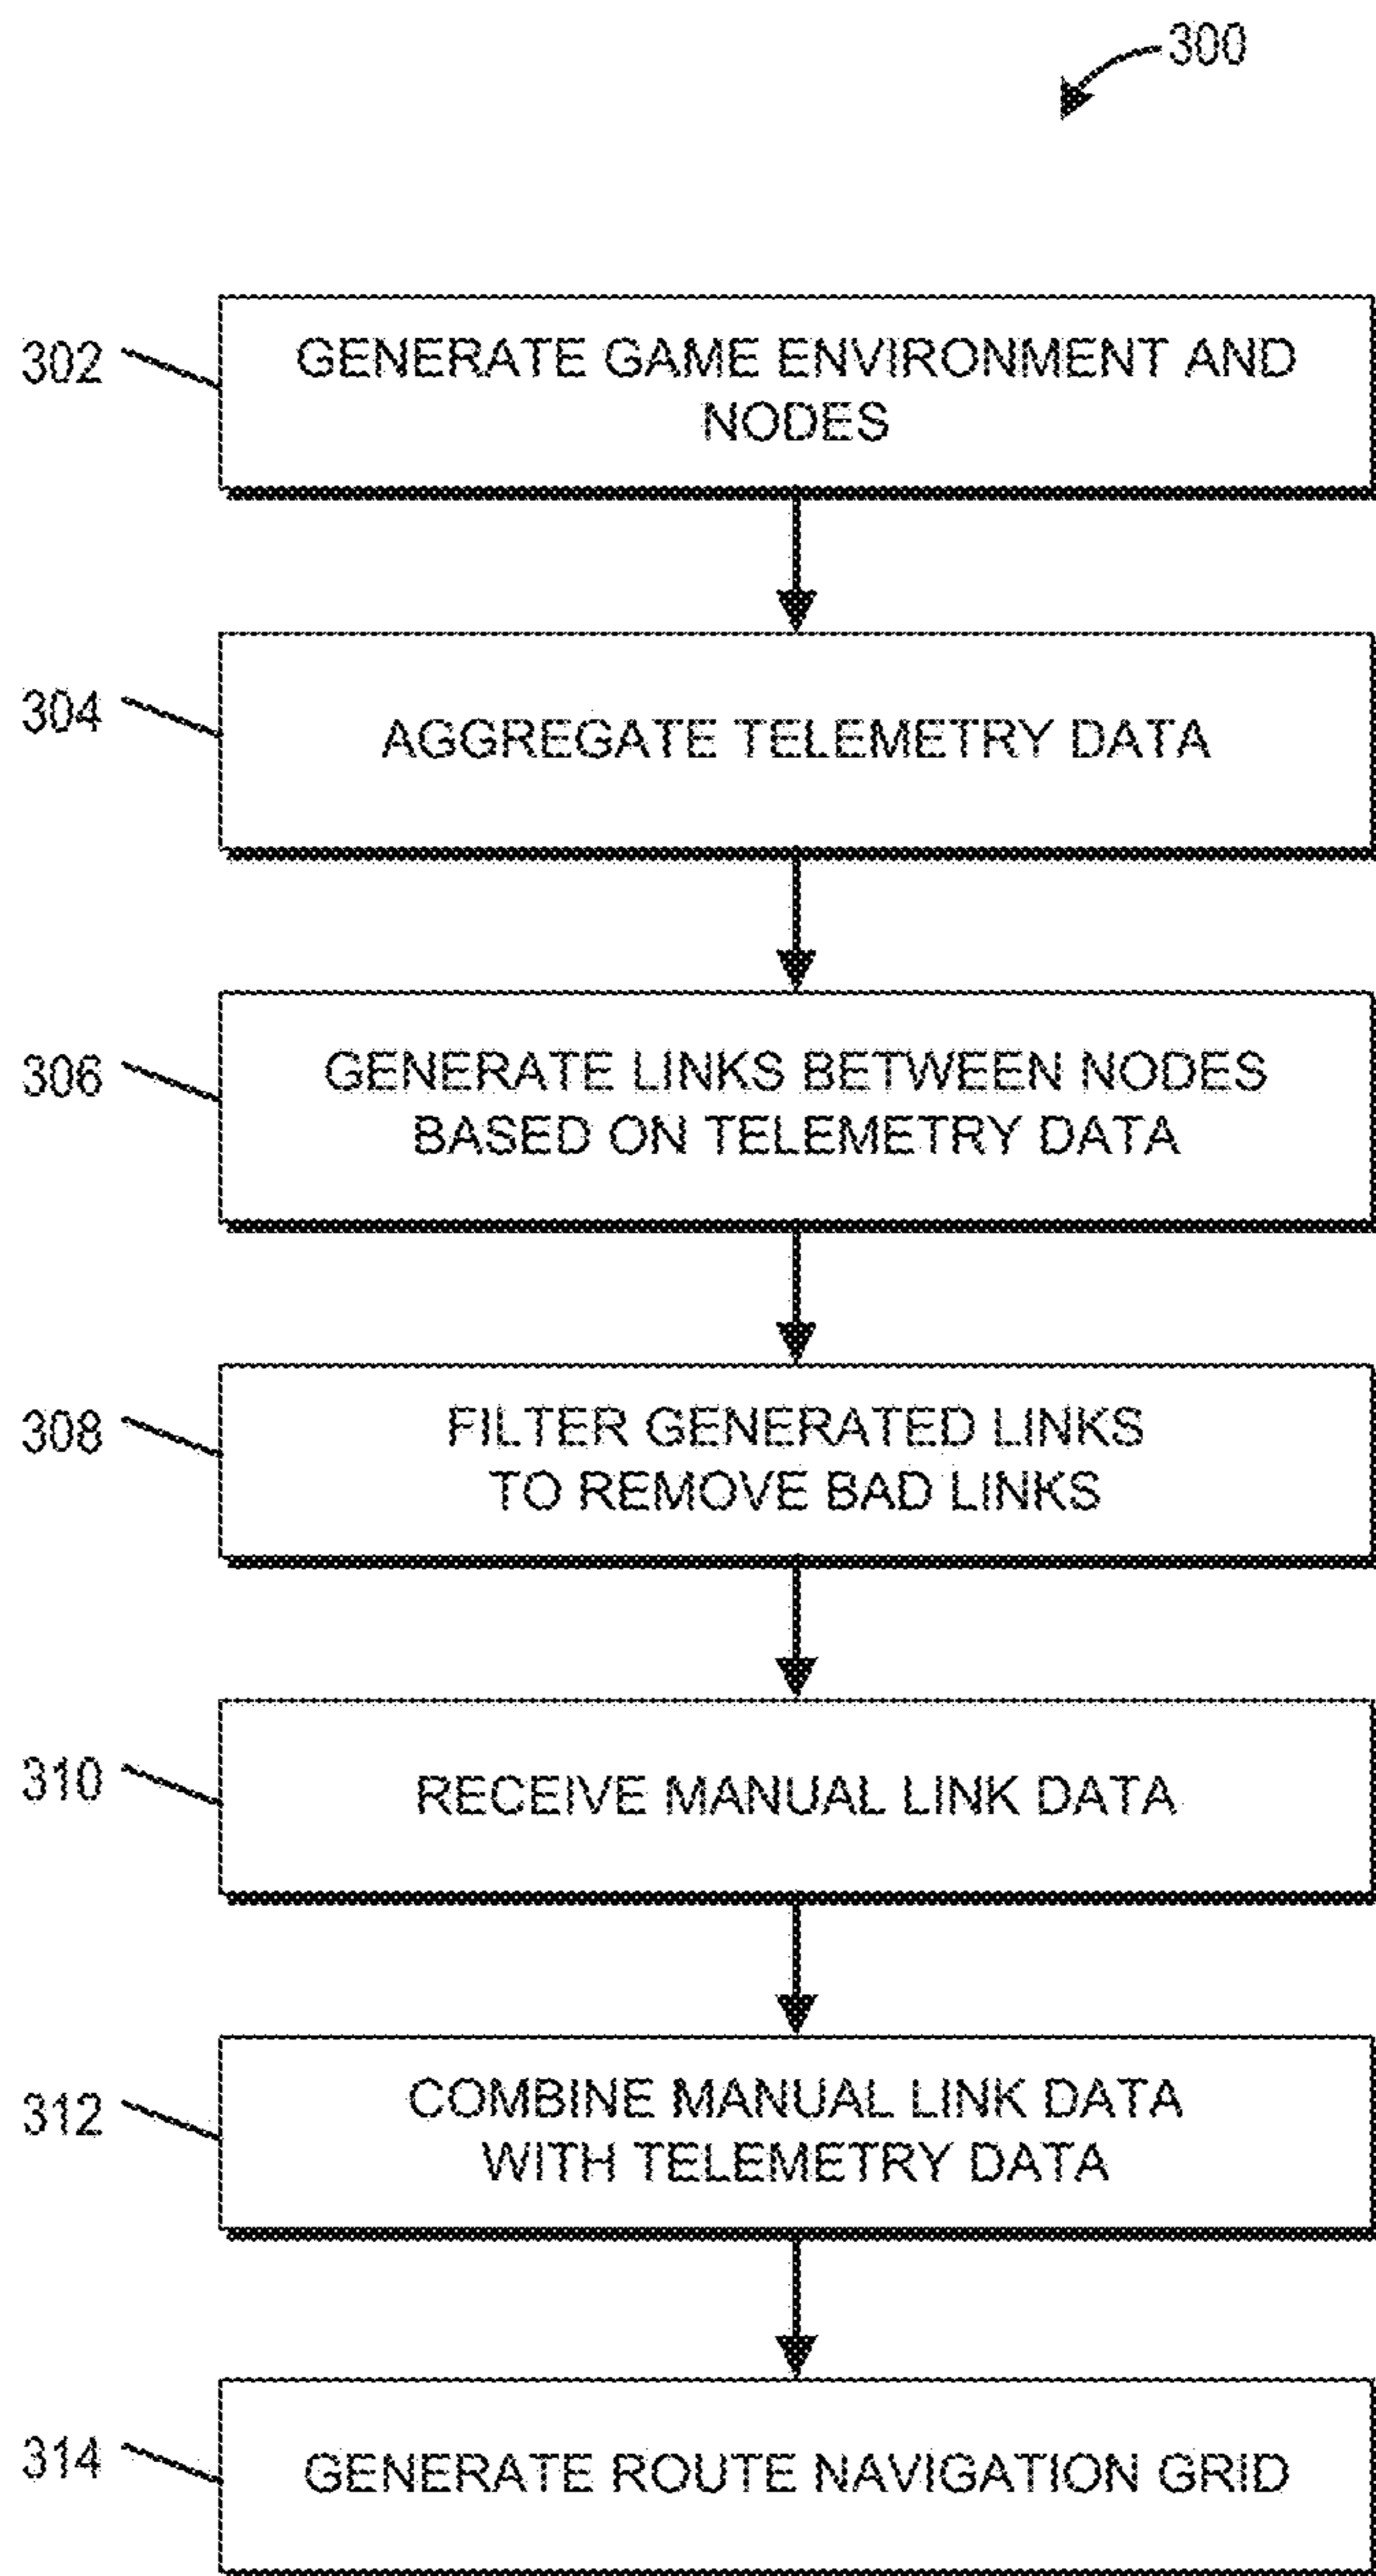 300
302
GENERATE GAME ENVIRONMENT AND
NODES
304
AGGREGATE TELEMETRY DATA
306
GENERATE LINKS BETWEEN NODES
BASED ON TELEMETRY DATA
308
FILTER GENERATED LINKS
TO REMOVE BAD LINKS
310
RECEIVE MANUAL LINK DATA
312
COMBINE MANUAL LINK DATA
WITH TELEMETRY DATA
314
GENERATE ROUTE NAVIGATION GRID